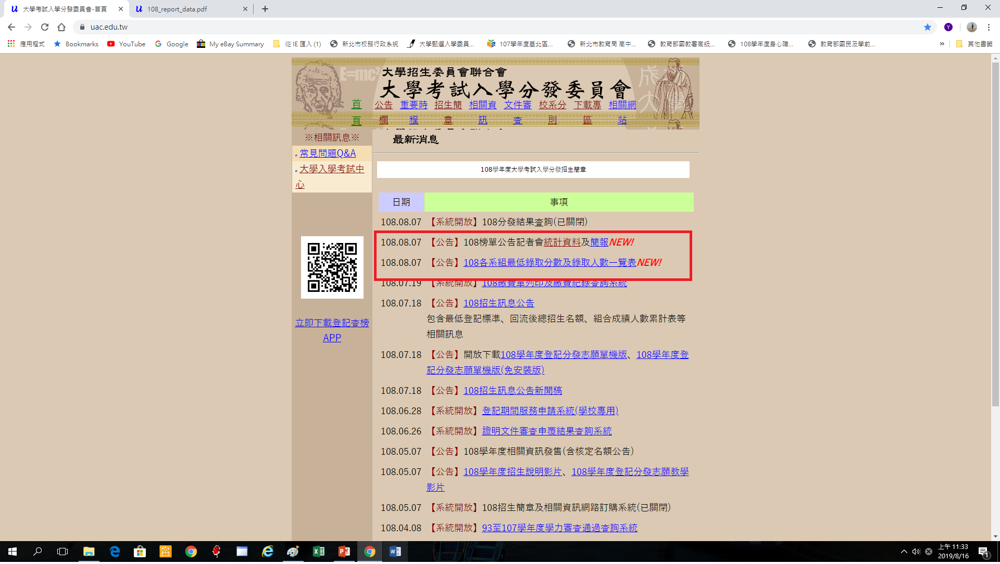 大學考試入學分發委員會-首頁
108_report_data.pdf
uac.edu.tw
Y
應用程式
Bookmarks
YouTube
Google
My eBay Summary
從 IE 匯入 (1)
新北市校務行政系統
大學甄選入學委員...
107學年度基北區...
新北市教育局 高中...
教育部國教署高級...
108學年度身心障...
教育部國民及學前...
»
其他書籤
E=mc²
大學招生委員會聯合會
大學考試入學分發委員會
成
大
學
首頁
公告欄
重要時程
招生簡章
相關資訊
文件審查
校系分則
下載專區
相關網站
※相關訊息※
常見問題Q&A
大學入學考試中
心
立即下載登記查榜
APP
最新消息
108學年度大學考試入學分發招生簡章
日期 事項
108.08.07 【系統開放】108分發結果查詢(已關閉)
108.08.07 【公告】108榜單公告記者會統計資料及簡報NEW!
108.08.07 【公告】108各系組最低錄取分數及錄取人數一覽表NEW!
108.07.19 【系統開放】108繳費單列印及繳費紀錄查詢系統
108.07.18 【公告】108招生訊息公告
包含最低登記標準、回流後總招生名額、組合成績人數累計表等
相關訊息
108.07.18 【公告】開放下載108學年度登記分發志願單機版、108學年度登
記分發志願單機版(免安裝版)
108.07.18 【公告】108招生訊息公告新聞稿
108.06.28 【系統開放】登記期間服務申請系統(學校專用)
108.06.26 【系統開放】證明文件審查申覆結果查詢系統
108.05.07 【公告】108學年度相關資訊發售(含核定名額公告)
108.05.07 【公告】108學年度招生說明影片、108學年度登記分發志願教學
影片
108.05.07 【系統開放】108招生簡章及相關資訊網路訂購系統(已關閉)
108.04.08 【系統開放】93至107學年度學力審查通過查詢系統
上午 11:33
2019/8/16
1